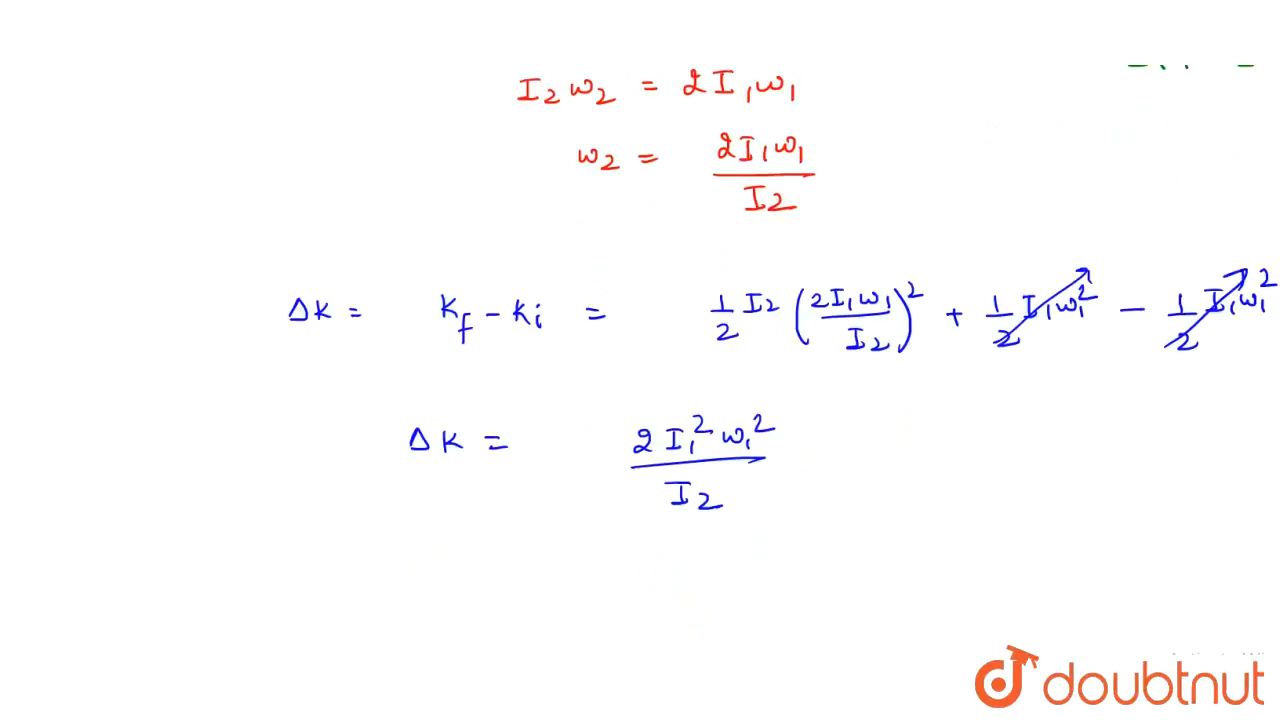 I₂ω₂ = 2I₁ω₁
ω₂ = 2I₁ω₁ / I₂
ΔK = K_f - K_i = 1/2 I₂ (2I₁ω₁ / I₂)² + 1/2 I₁ω₁² - 1/2 I₁ω₁²
ΔK = 2I₁²ω₁² / I₂
doubtnut